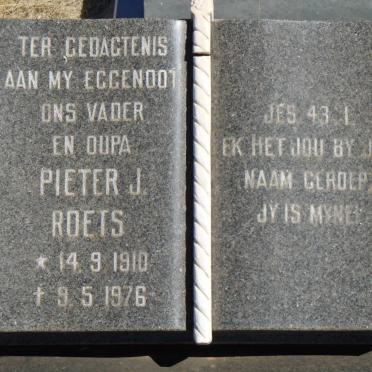 TER GEDAGTENIS
AAN MY EGGENOOT
ONS VADER
EN OUPA
PIETER J.
ROETS
* 14.9.1910
† 9.5.1976
JES 43:1.
EK HET JOU BY
NAAM GEROEP,
JY IS MYNE!